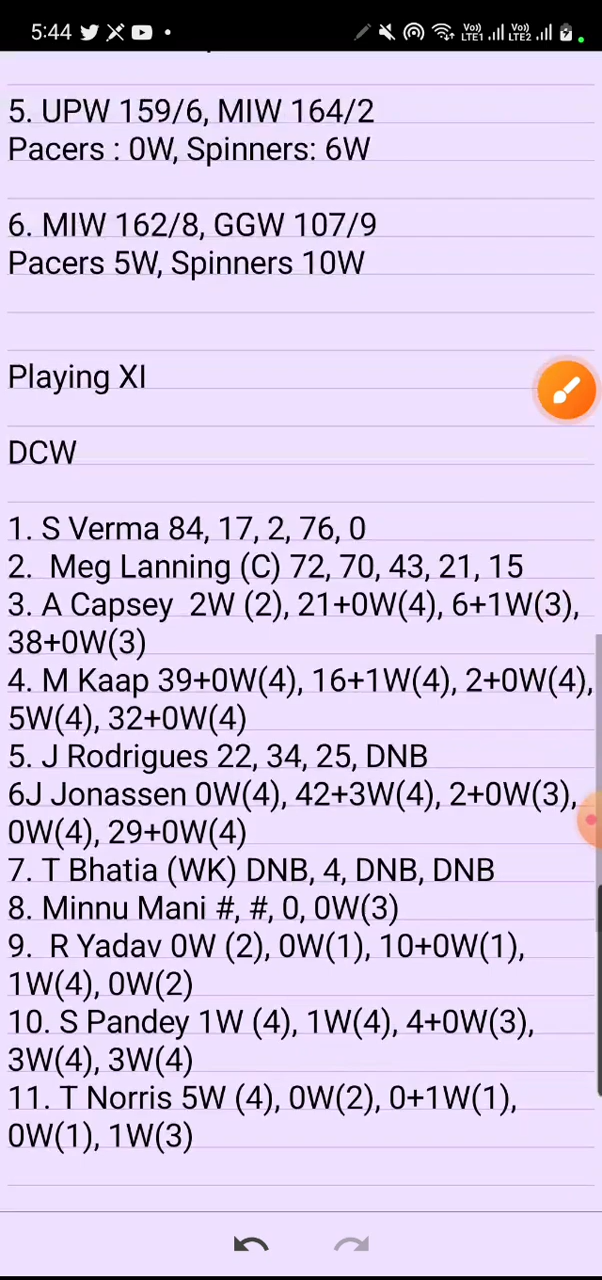 5:44
Vo)) LTE1 Vo)) LTE2
5. UPW 159/6, MIW 164/2
Pacers : 0W, Spinners: 6W
6. MIW 162/8, GGW 107/9
Pacers 5W, Spinners 10W
Playing XI
DCW
1. S Verma 84, 17, 2, 76, 0
2.  Meg Lanning (C) 72, 70, 43, 21, 15
3. A Capsey  2W (2), 21+0W(4), 6+1W(3),
38+0W(3)
4. M Kaap 39+0W(4), 16+1W(4), 2+0W(4),
5W(4), 32+0W(4)
5. J Rodrigues 22, 34, 25, DNB
6J Jonassen 0W(4), 42+3W(4), 2+0W(3),
0W(4), 29+0W(4)
7. T Bhatia (WK) DNB, 4, DNB, DNB
8. Minnu Mani #, #, 0, 0W(3)
9.  R Yadav 0W (2), 0W(1), 10+0W(1),
1W(4), 0W(2)
10. S Pandey 1W (4), 1W(4), 4+0W(3),
3W(4), 3W(4)
11. T Norris 5W (4), 0W(2), 0+1W(1),
0W(1), 1W(3)